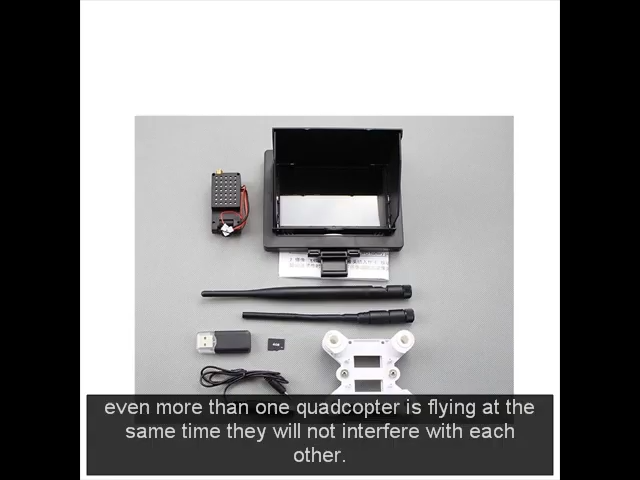 even more than one quadcopter is flying at the
same time they will not interfere with each
other.